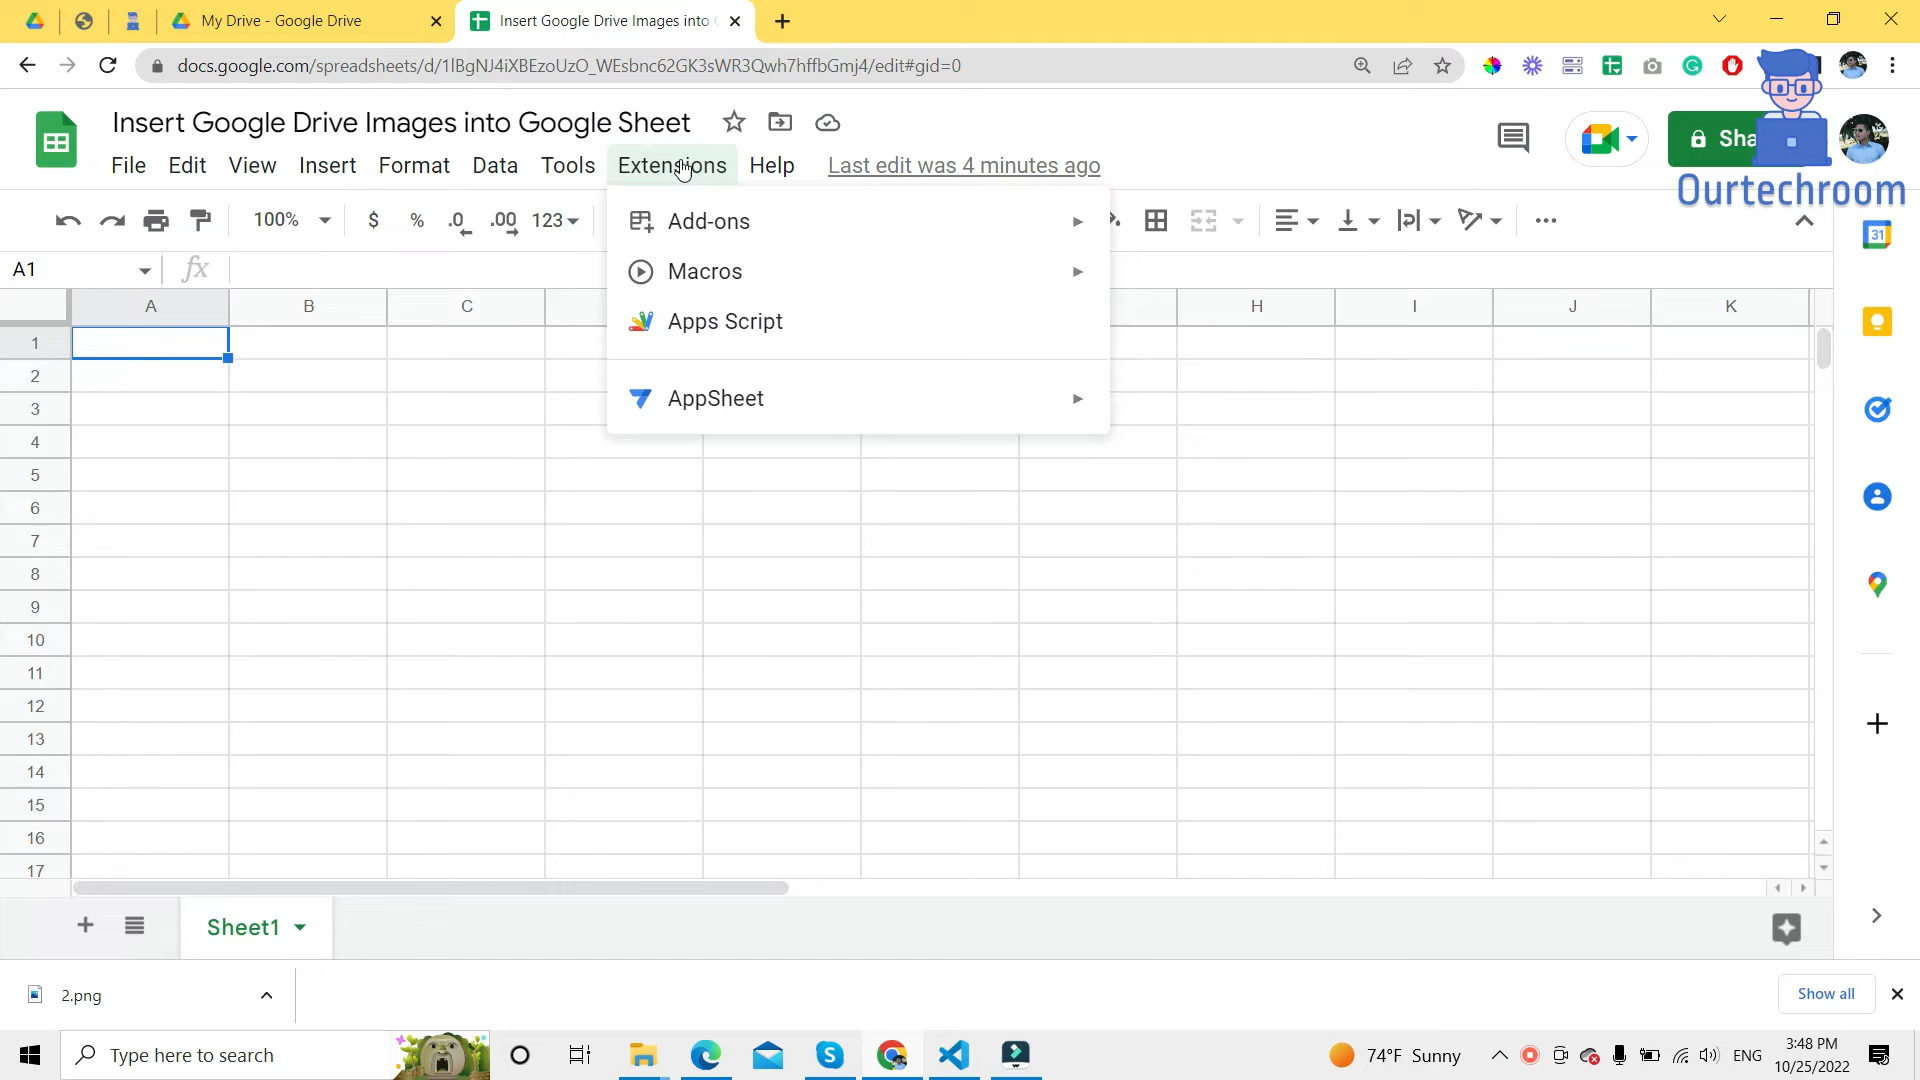 My Drive - Google Drive
Insert Google Drive Images into
docs.google.com/spreadsheets/d/1lBgNJ4iXBEzoUzO_WEsbnc62GK3sWR3Qwh7hffbGmj4/edit#gid=0
Insert Google Drive Images into Google Sheet
Sha
File Edit View Insert Format Data Tools Extensions Help Last edit was 4 minutes ago
Ourtechroom
100% $ % .0 .00 123
Add-ons
31
A1 fx
Macros
Apps Script
AppSheet
A B C H I J K
1
2
3
4
5
6
7
8
9
10
11
12
13
14
15
16
17
Sheet1
2.png
Show all
Type here to search
74°F Sunny
ENG
3:48 PM
10/25/2022